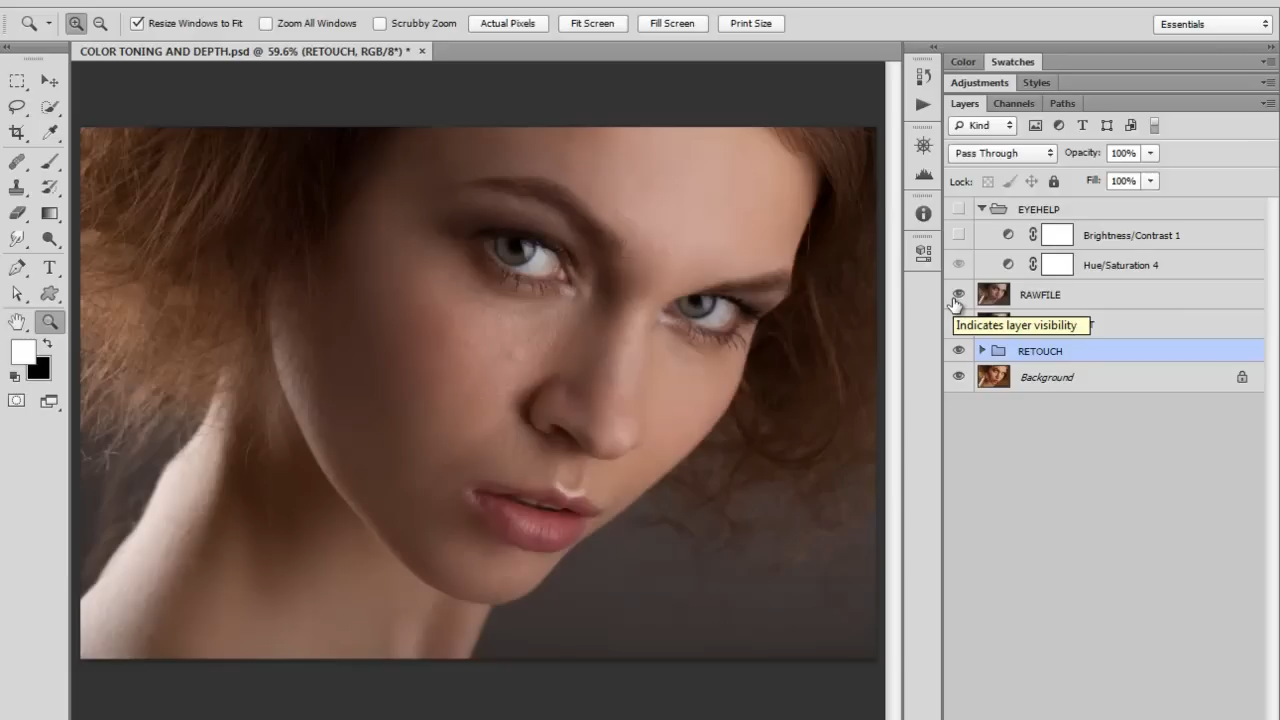 Resize Windows to Fit Zoom All Windows Scrubby Zoom Actual Pixels Fit Screen Fill Screen Print Size Essentials
COLOR TONING AND DEPTH.psd @ 59.6% (RETOUCH, RGB/8*) * ×
Color Swatches
Adjustments Styles
Layers Channels Paths
Kind T
Pass Through Opacity: 100%
Lock: Fill: 100%
EYEHELP
Brightness/Contrast 1
Hue/Saturation 4
RAWFILE
Indicates layer visibility
RETOUCH
Background